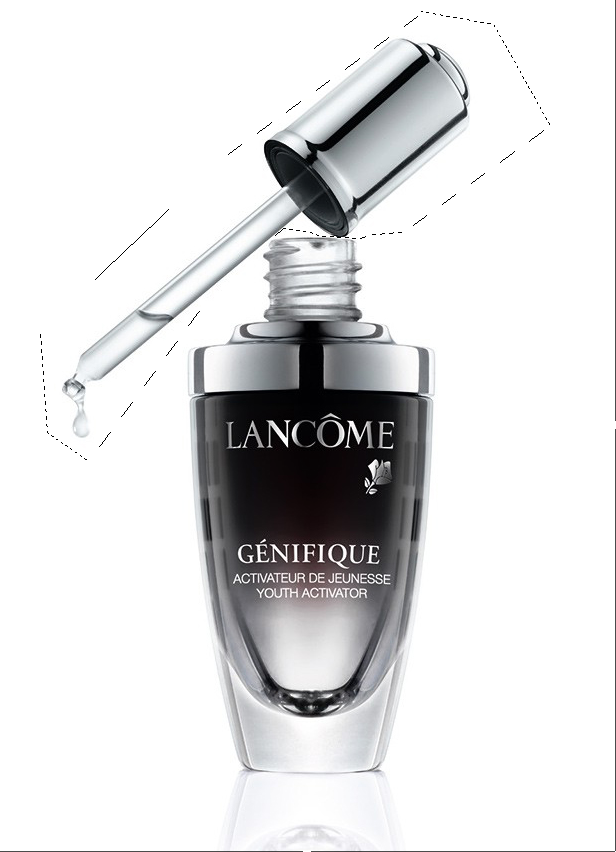 LANCÔME
GÉNIFIQUE
ACTIVATEUR DE JEUNESSE
YOUTH ACTIVATOR